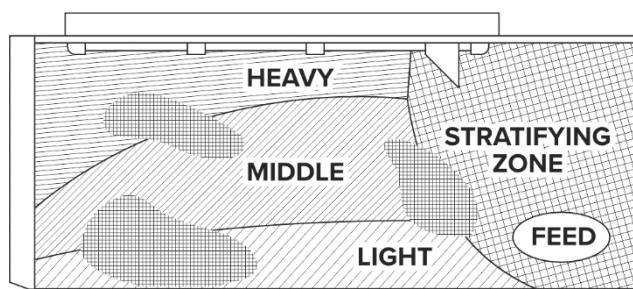 HEAVY
STRATIFYING
ZONE
MIDDLE
FEED
LIGHT